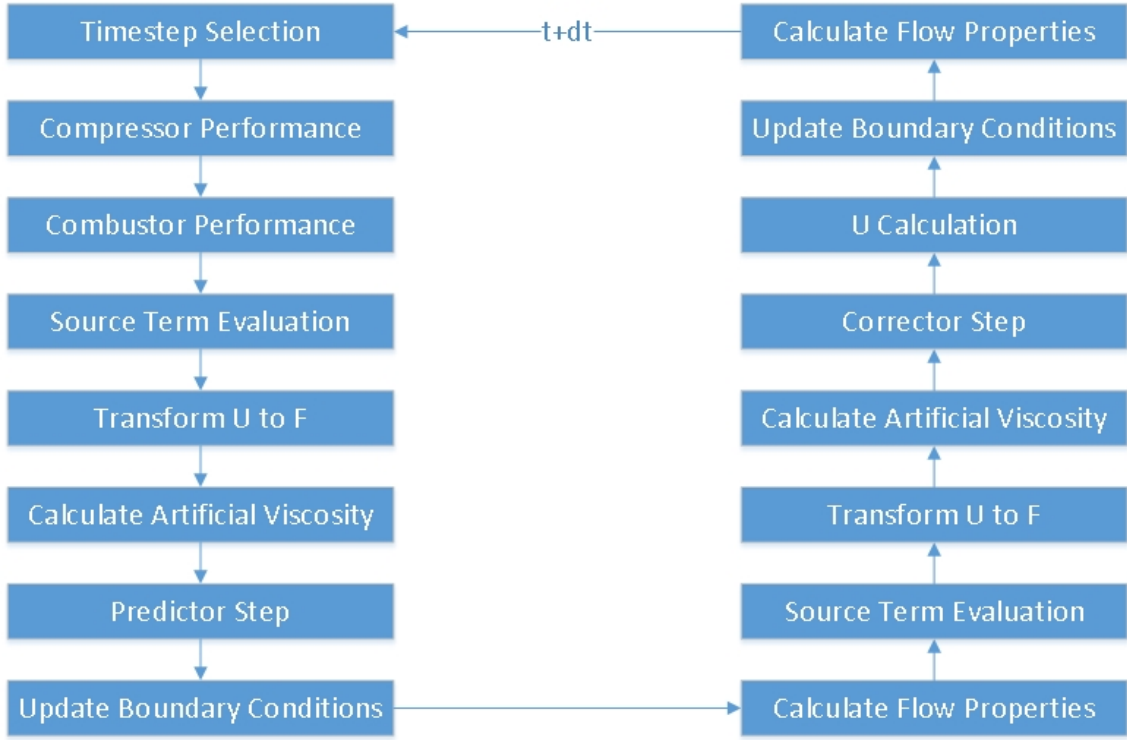 Timestep Selection
Compressor Performance
Combustor Performance
Source Term Evaluation
Transform U to F
Calculate Artificial Viscosity
Predictor Step
Update Boundary Conditions
t+dt
Calculate Flow Properties
Update Boundary Conditions
U Calculation
Corrector Step
Calculate Artificial Viscosity
Transform U to F
Source Term Evaluation
Calculate Flow Properties